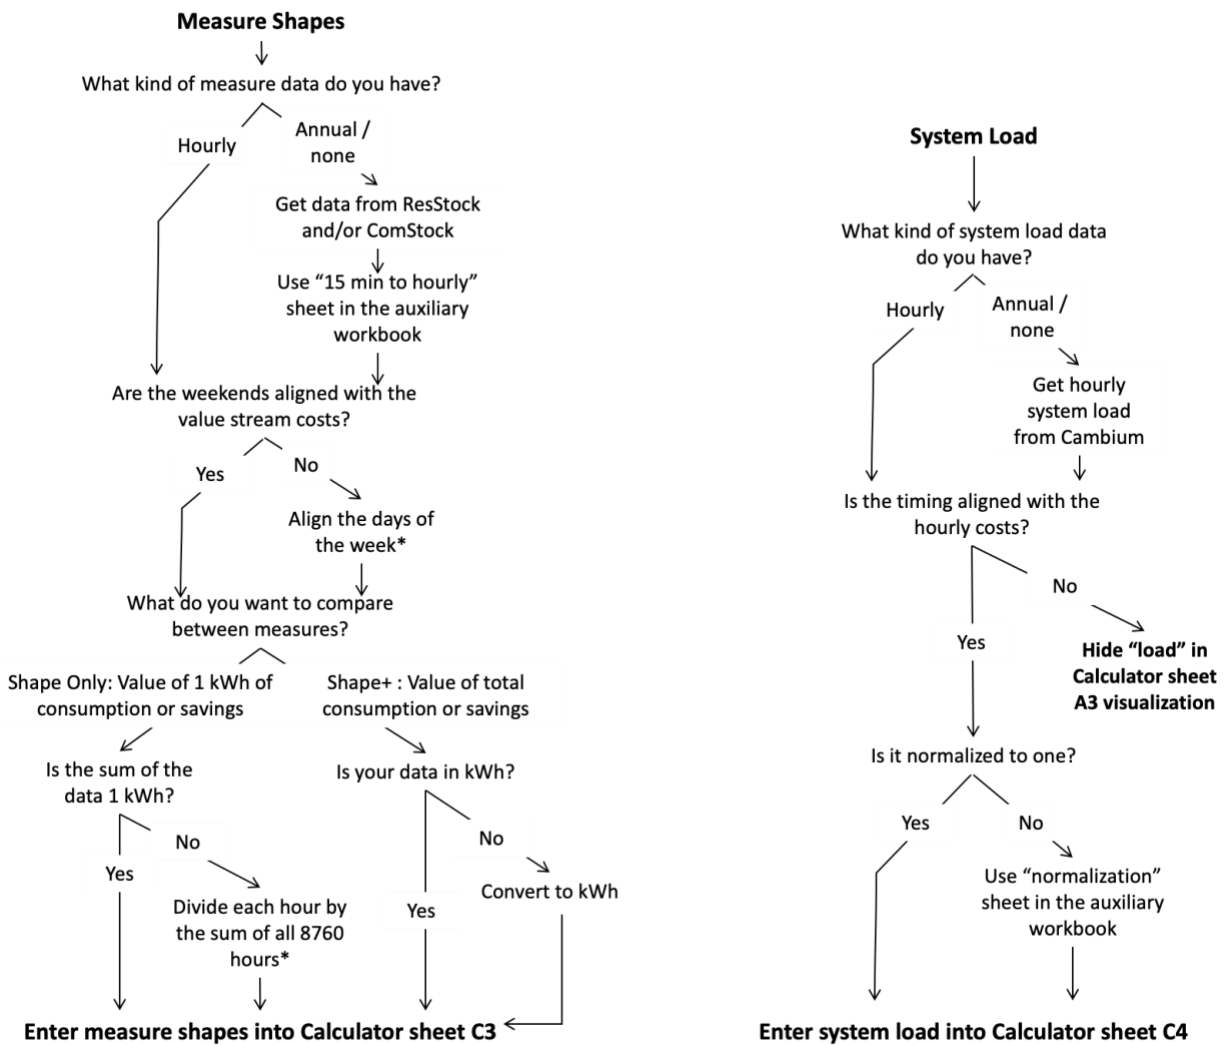 Measure Shapes
What kind of measure data do you have?
Hourly
Annual /
none
Get data from ResStock
and/or ComStock
Use “15 min to hourly”
sheet in the auxiliary
workbook
Are the weekends aligned with the
value stream costs?
Yes
No
Align the days of
the week*
What do you want to compare
between measures?
Shape Only: Value of 1 kWh of
consumption or savings
Shape+ : Value of total
consumption or savings
Is the sum of the
data 1 kWh?
Yes
No
Divide each hour by
the sum of all 8760
hours*
Is your data in kWh?
Yes
No
Convert to kWh
Enter measure shapes into Calculator sheet C3
System Load
What kind of system load data
do you have?
Hourly
Annual /
none
Get hourly
system load
from Cambium
Is the timing aligned with the
hourly costs?
Yes
No
Hide “load” in
Calculator sheet
A3 visualization
Is it normalized to one?
Yes
No
Use “normalization”
sheet in the auxiliary
workbook
Enter system load into Calculator sheet C4